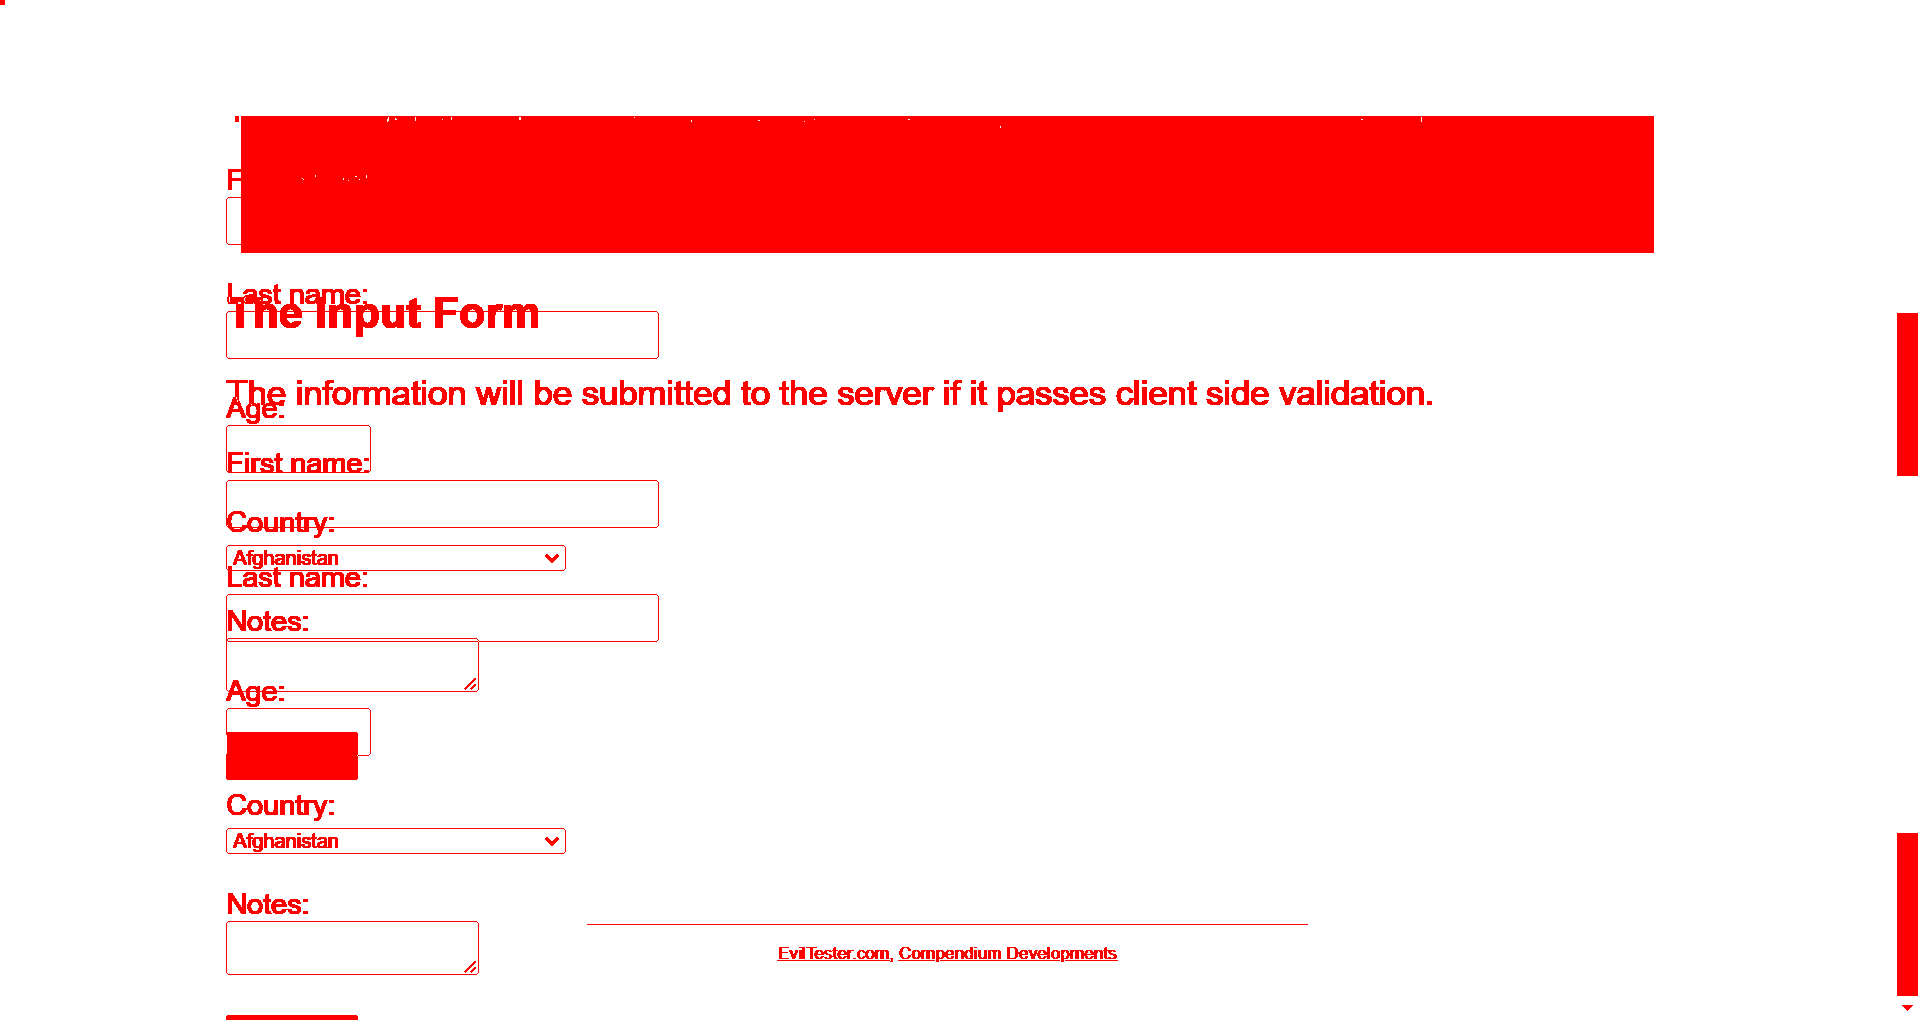 F
Last name:
The Input Form
The information will be submitted to the server if it passes client side validation.
Age:
First name:
Country:
Afghanistan
Last name:
Notes:
Age:
Country:
Afghanistan
Notes:
EvilTester.com, Compendium Developments